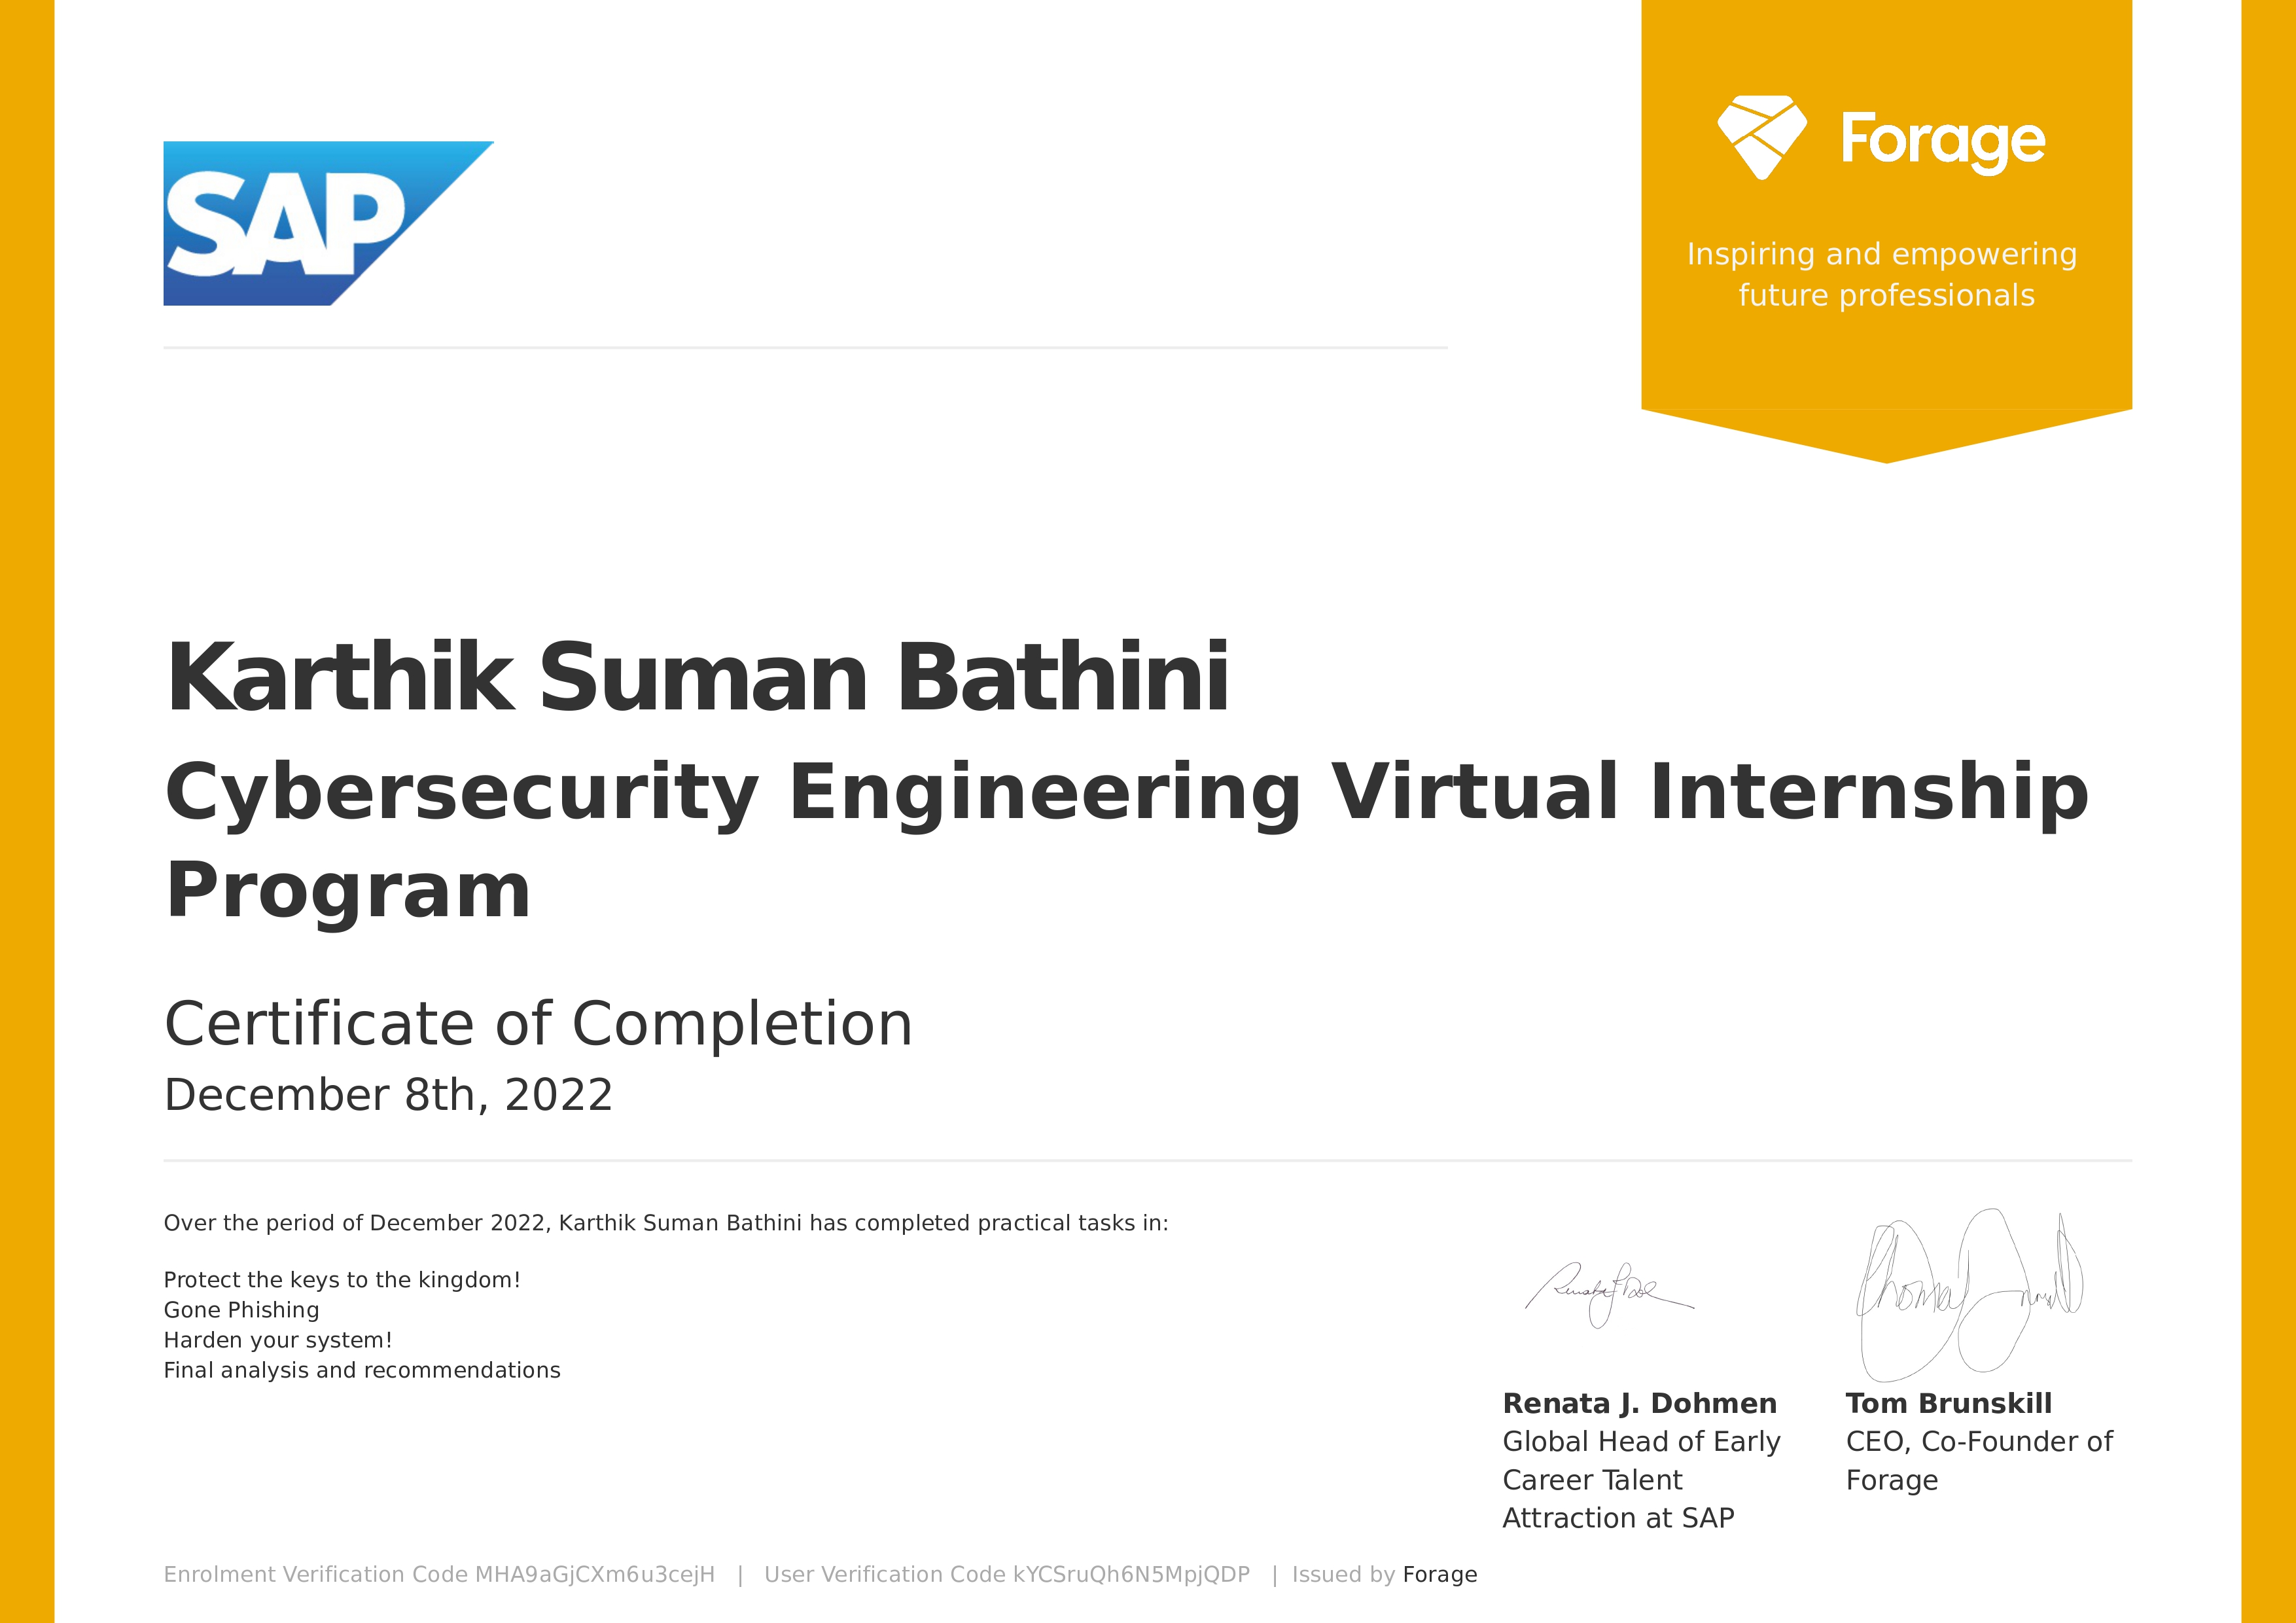 SAP
Forage
Inspiring and empowering
future professionals
Karthik Suman Bathini
Cybersecurity Engineering Virtual Internship
Program
Certificate of Completion
December 8th, 2022
Over the period of December 2022, Karthik Suman Bathini has completed practical tasks in:
Protect the keys to the kingdom!
Gone Phishing
Harden your system!
Final analysis and recommendations
Renata J. Dohmen
Global Head of Early
Career Talent
Attraction at SAP
Tom Brunskill
CEO, Co-Founder of
Forage
Enrolment Verification Code MHA9aGjCXm6u3cejH | User Verification Code kYCSruQh6N5MpjQDP | Issued by Forage